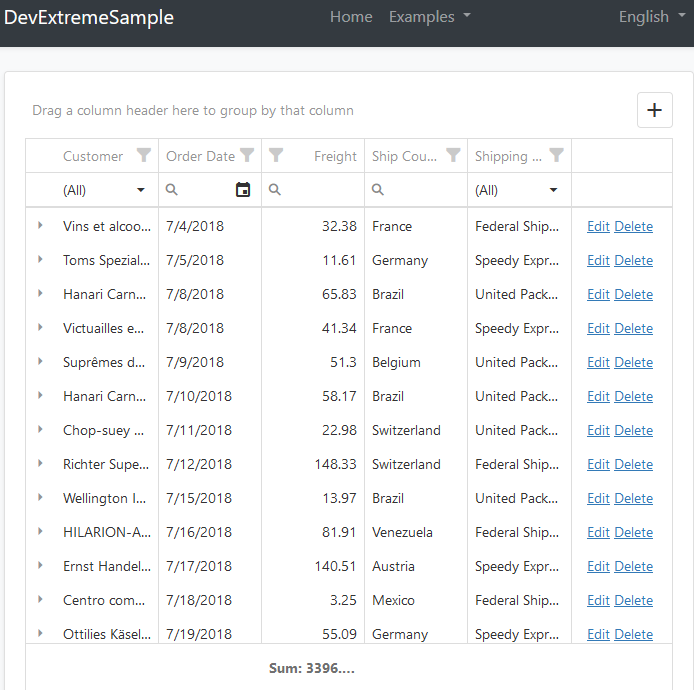 DevExtremeSample Home Examples English
Drag a column header here to group by that column
Customer Order Date Freight Ship Cou... Shipping ...
(All) (All)
Vins et alcoo... 7/4/2018 32.38 France Federal Ship... Edit Delete
Toms Spezial... 7/5/2018 11.61 Germany Speedy Expr... Edit Delete
Hanari Carn... 7/8/2018 65.83 Brazil United Pack... Edit Delete
Victuailles e... 7/8/2018 41.34 France Speedy Expr... Edit Delete
Suprêmes d... 7/9/2018 51.3 Belgium United Pack... Edit Delete
Hanari Carn... 7/10/2018 58.17 Brazil United Pack... Edit Delete
Chop-suey ... 7/11/2018 22.98 Switzerland United Pack... Edit Delete
Richter Supe... 7/12/2018 148.33 Switzerland Federal Ship... Edit Delete
Wellington I... 7/15/2018 13.97 Brazil United Pack... Edit Delete
HILARION-A... 7/16/2018 81.91 Venezuela Federal Ship... Edit Delete
Ernst Handel... 7/17/2018 140.51 Austria Speedy Expr... Edit Delete
Centro com... 7/18/2018 3.25 Mexico Federal Ship... Edit Delete
Ottilies Käsel... 7/19/2018 55.09 Germany Speedy Expr... Edit Delete
Sum: 3396....